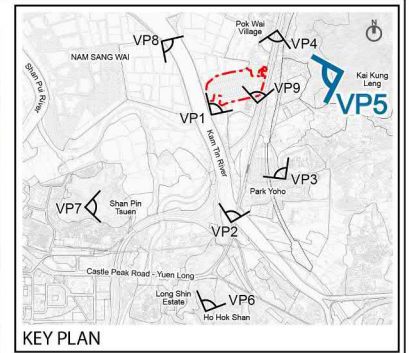 Pok Wai
Village
N
VP8
VP4
NAM SANG WAI
Kai Kung
Leng
Shan Pui River
VP9
VP5
VP1
Kam Tin River
VP3
Park Yoho
VP7
Shan Pin
Tsuen
VP2
Castle Peak Road - Yuen Long
Long Shin
Estate
VP6
Ho Hok Shan
KEY PLAN